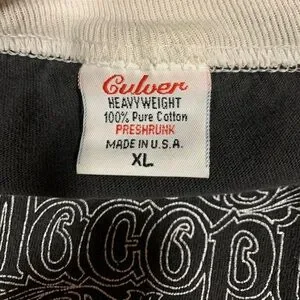 Culver
HEAVYWEIGHT
100% Pure Cotton
PRESHRUNK
MADE IN U.S.A.
XL